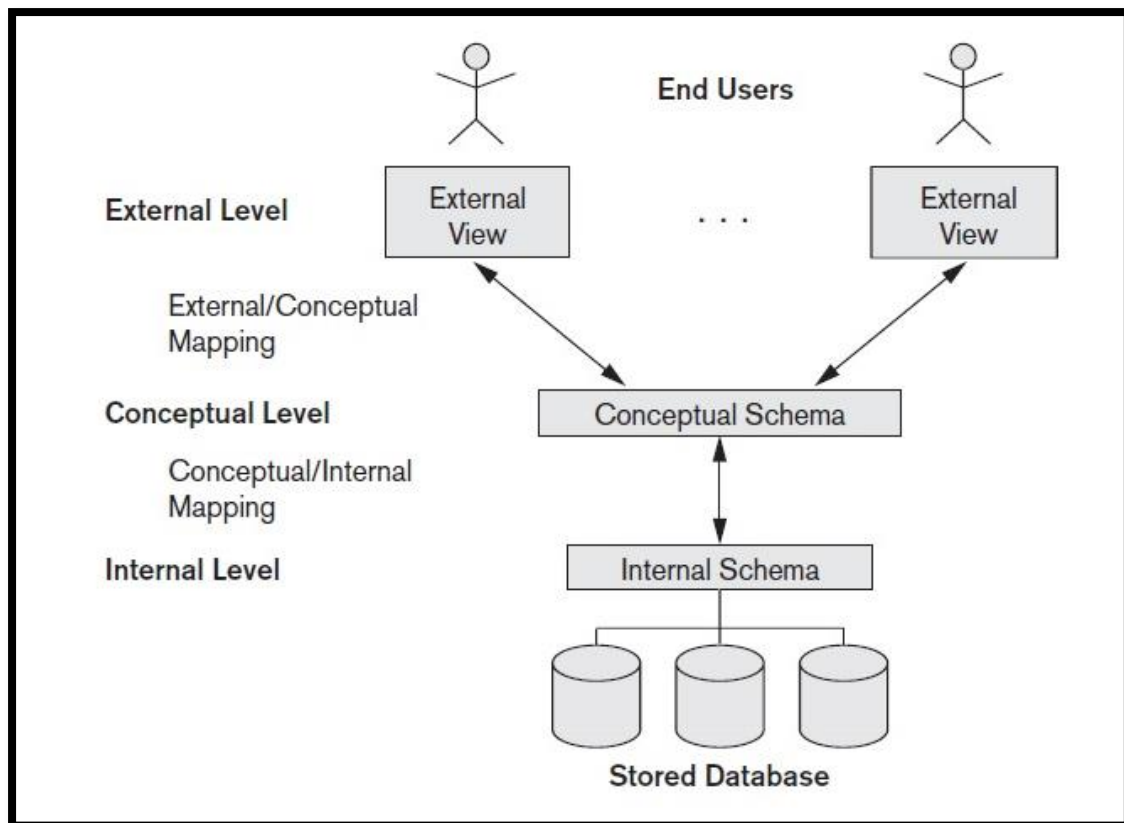 End Users
External Level
External
View
. . .
External
View
External/Conceptual
Mapping
Conceptual Level
Conceptual Schema
Conceptual/Internal
Mapping
Internal Level
Internal Schema
Stored Database